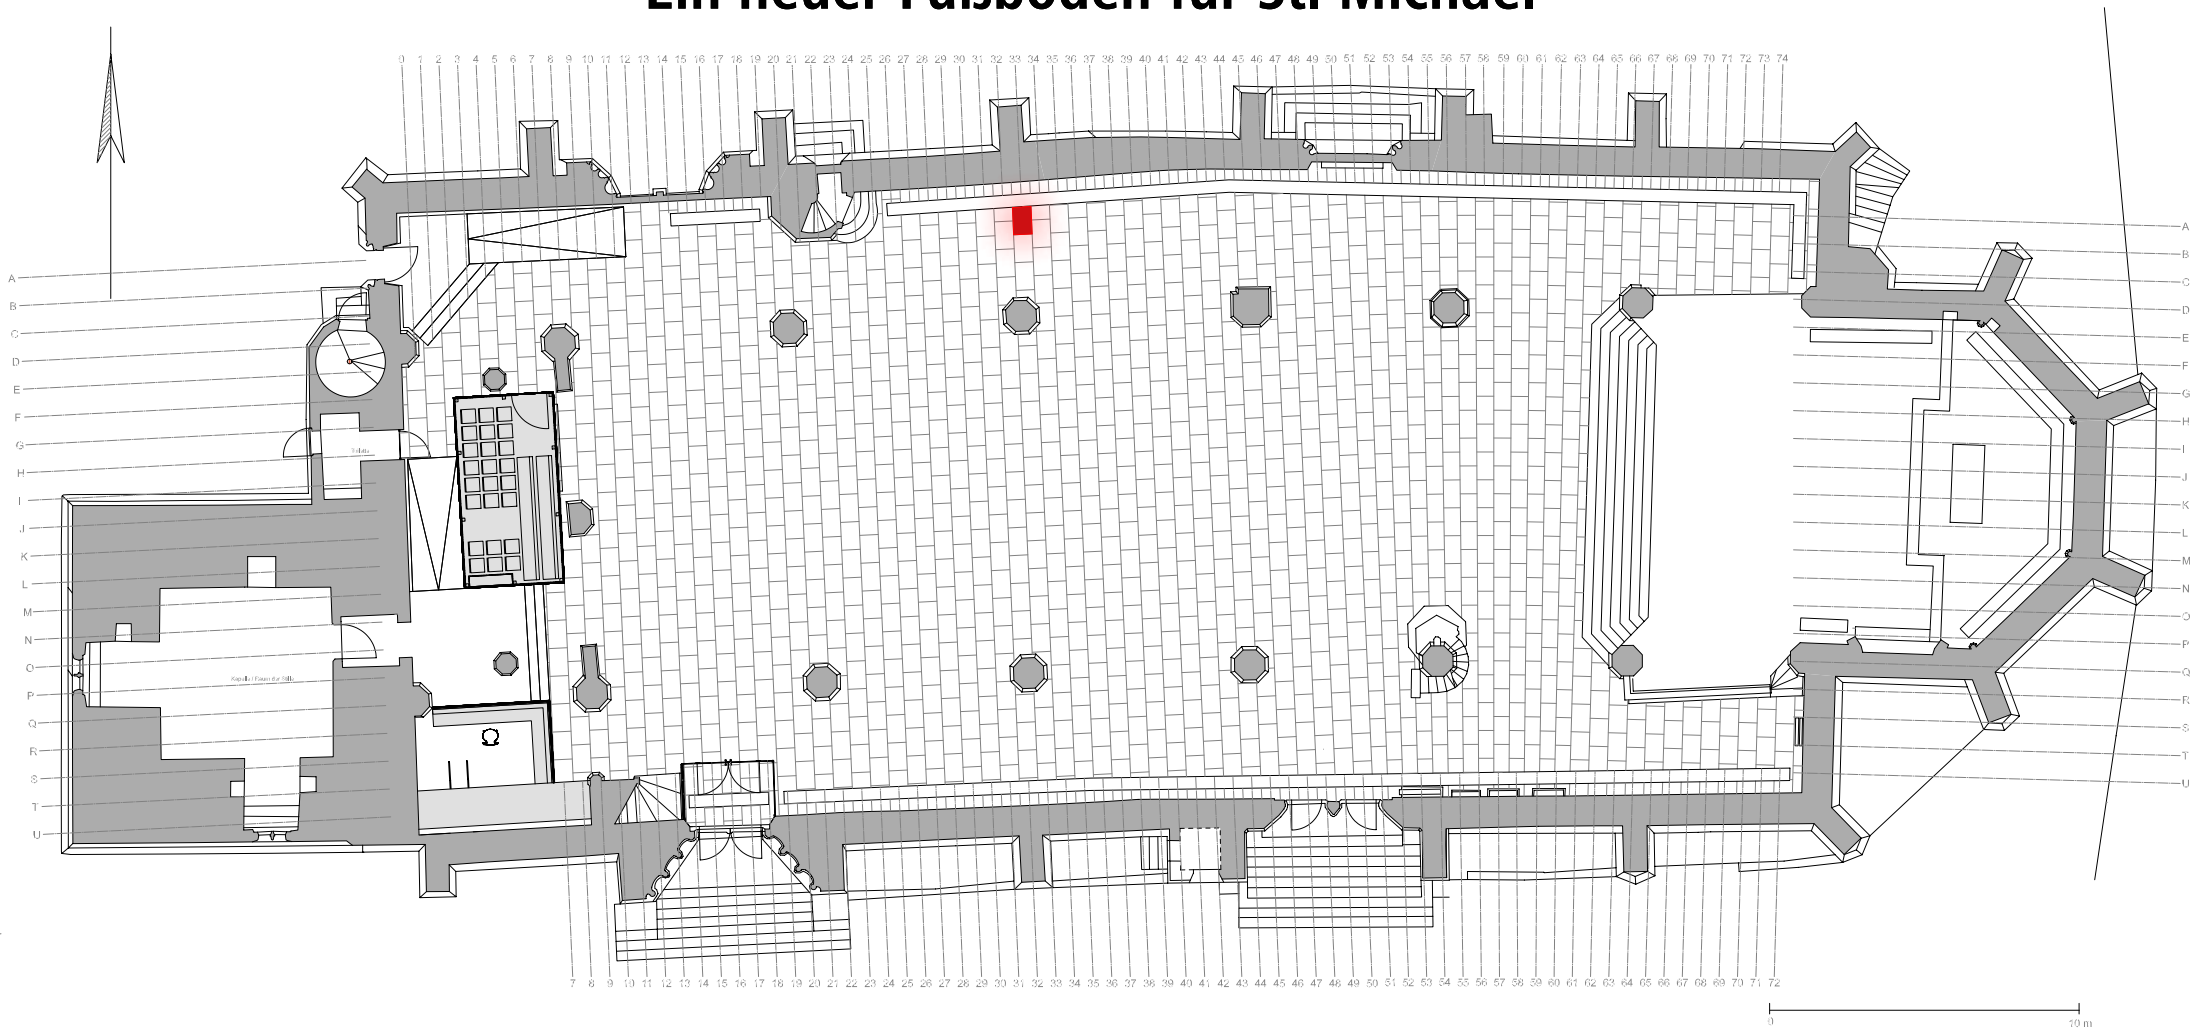 Ein neuer Fußboden für St. Michael
0 1 2 3 4 5 6 7 8 9 10 11 12 13 14 15 16 17 18 19 20 21 22 23 24 25 26 27 28 29 30 31 32 33 34 35 36 37 38 39 40 41 42 43 44 45 46 47 48 49 50 51 52 53 54 55 56 57 58 59 60 61 62 63 64 65 66 67 68 69 70 71 72 73 74
A A
B B
C C
D D
E E
F F
G G
H H
I I
J J
K K
L L
M M
N N
O O
P P
Q Q
R R
S S
T T
U U
7 8 9 10 11 12 13 14 15 16 17 18 19 20 21 22 23 24 25 26 27 28 29 30 31 32 33 34 35 36 37 38 39 40 41 42 43 44 45 46 47 48 49 50 51 52 53 54 55 56 57 58 59 60 61 62 63 64 65 66 67 68 69 70 71 72
0 10 m